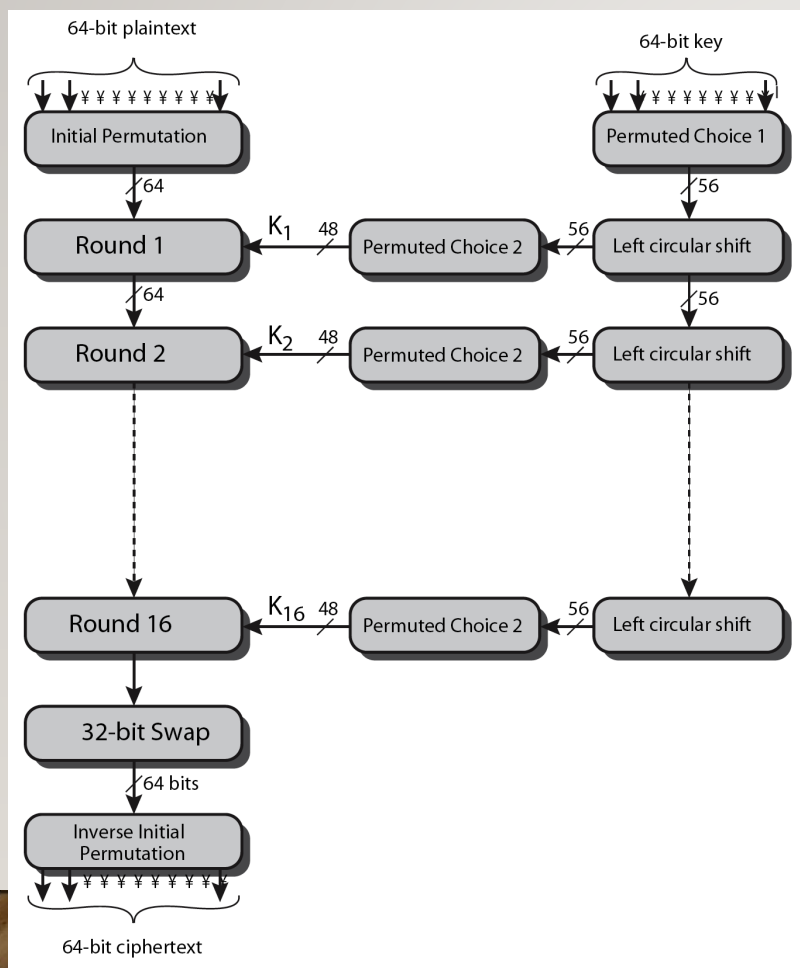 64-bit plaintext
64-bit key
¥ ¥ ¥ ¥ ¥ ¥ ¥ ¥ ¥
¥ ¥ ¥ ¥ ¥ ¥ ¥
Initial Permutation
Permuted Choice 1
64
56
Round 1
K1
48
Permuted Choice 2
56
Left circular shift
64
56
Round 2
K2
48
Permuted Choice 2
56
Left circular shift
Round 16
K16
48
Permuted Choice 2
56
Left circular shift
32-bit Swap
64 bits
Inverse Initial
Permutation
¥ ¥ ¥ ¥ ¥ ¥ ¥ ¥ ¥
64-bit ciphertext